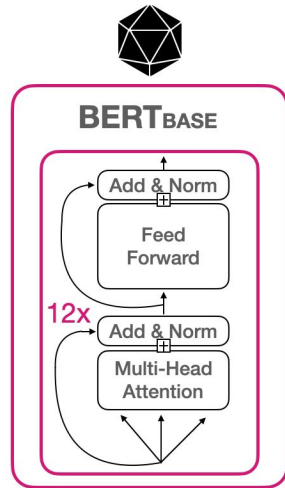 BERTBASE
Add & Norm
Feed
Forward
12x
Add & Norm
Multi-Head
Attention